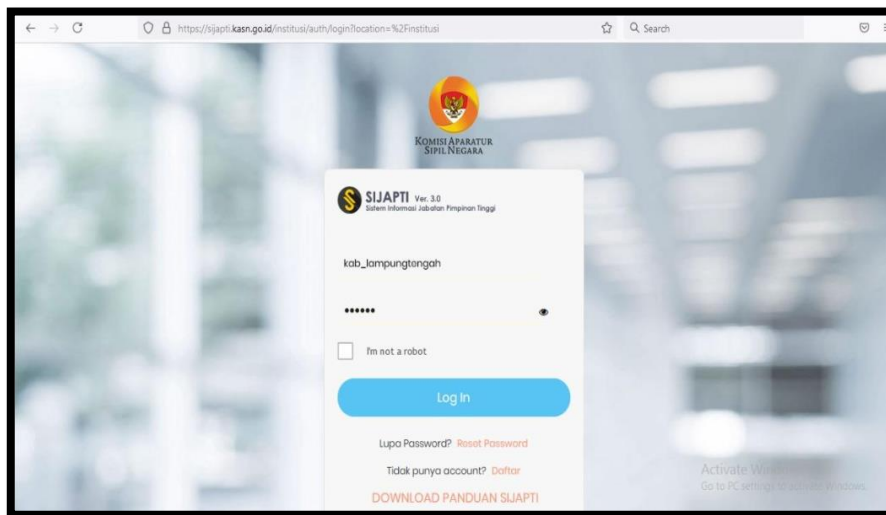 https://sijapti.kasn.go.id/institusi/auth/login?location=%2Finstitusi
Search
KOMISI APARATUR
SIPIL NEGARA
SIJAPTI Ver. 3.0
Sistem Informasi Jabatan Pimpinan Tinggi
kab_lampungtengah
••••••
I'm not a robot
Log In
Lupa Password? Reset Password
Tidak punya account? Daftar
DOWNLOAD PANDUAN SIJAPTI
Activate Windows
Go to PC settings to activate Windows.